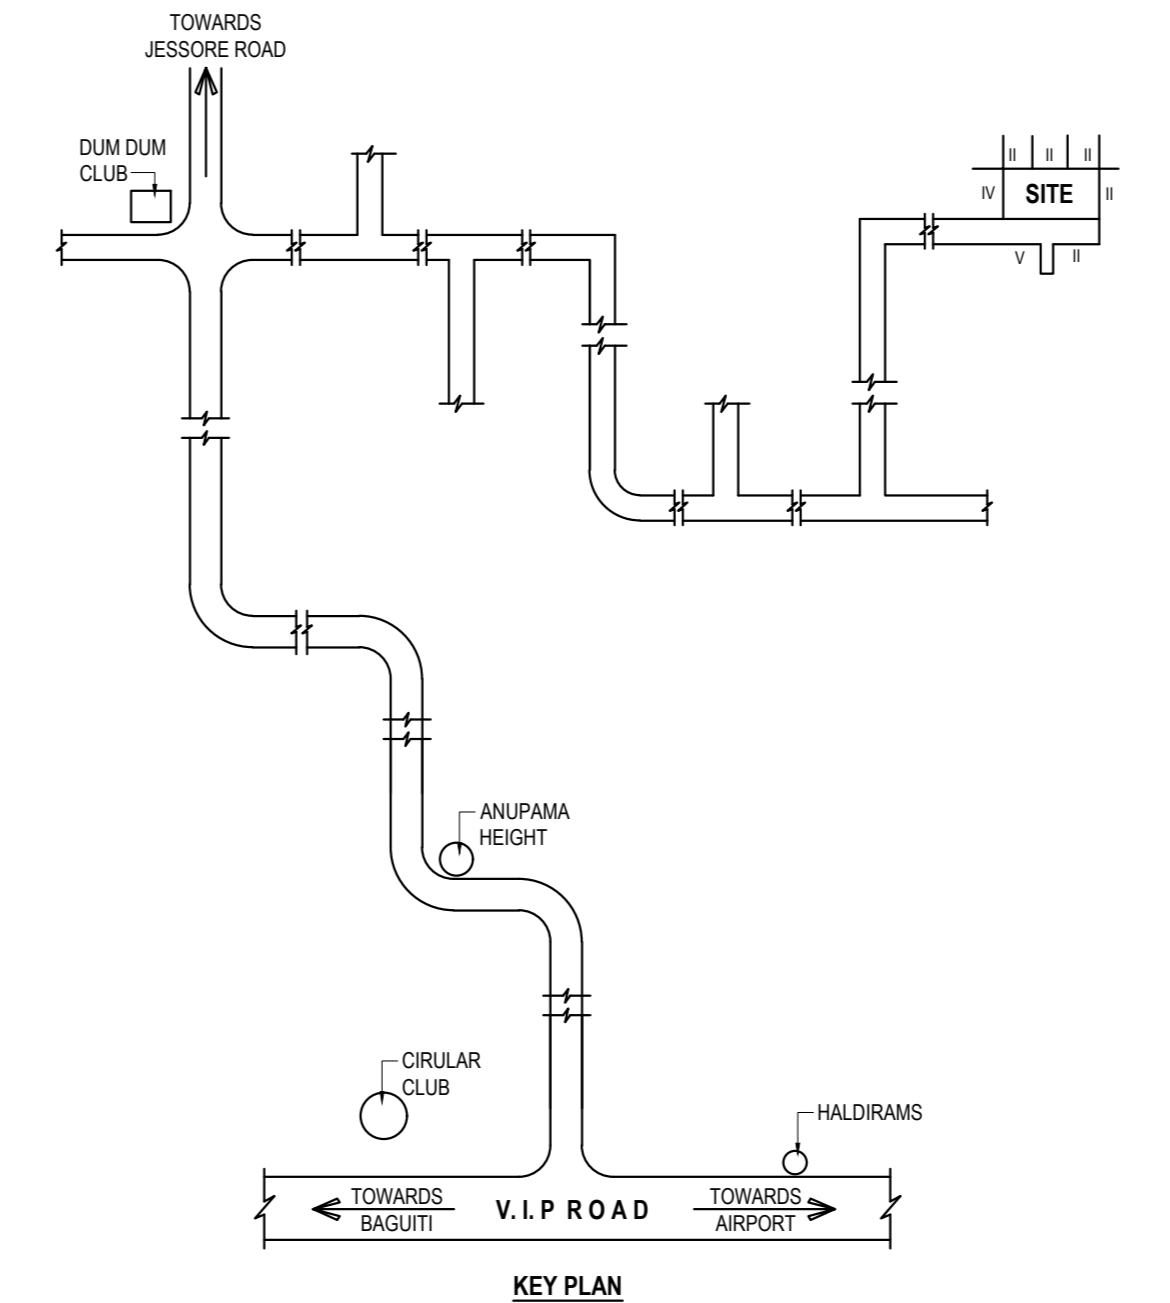 TOWARDS
JESSORE ROAD
DUM DUM
CLUB
II II II
IV SITE II
V II
ANUPAMA
HEIGHT
CIRULAR
CLUB
HALDIRAMS
TOWARDS
BAGUITI
V. I. P ROAD
TOWARDS
AIRPORT
KEY PLAN